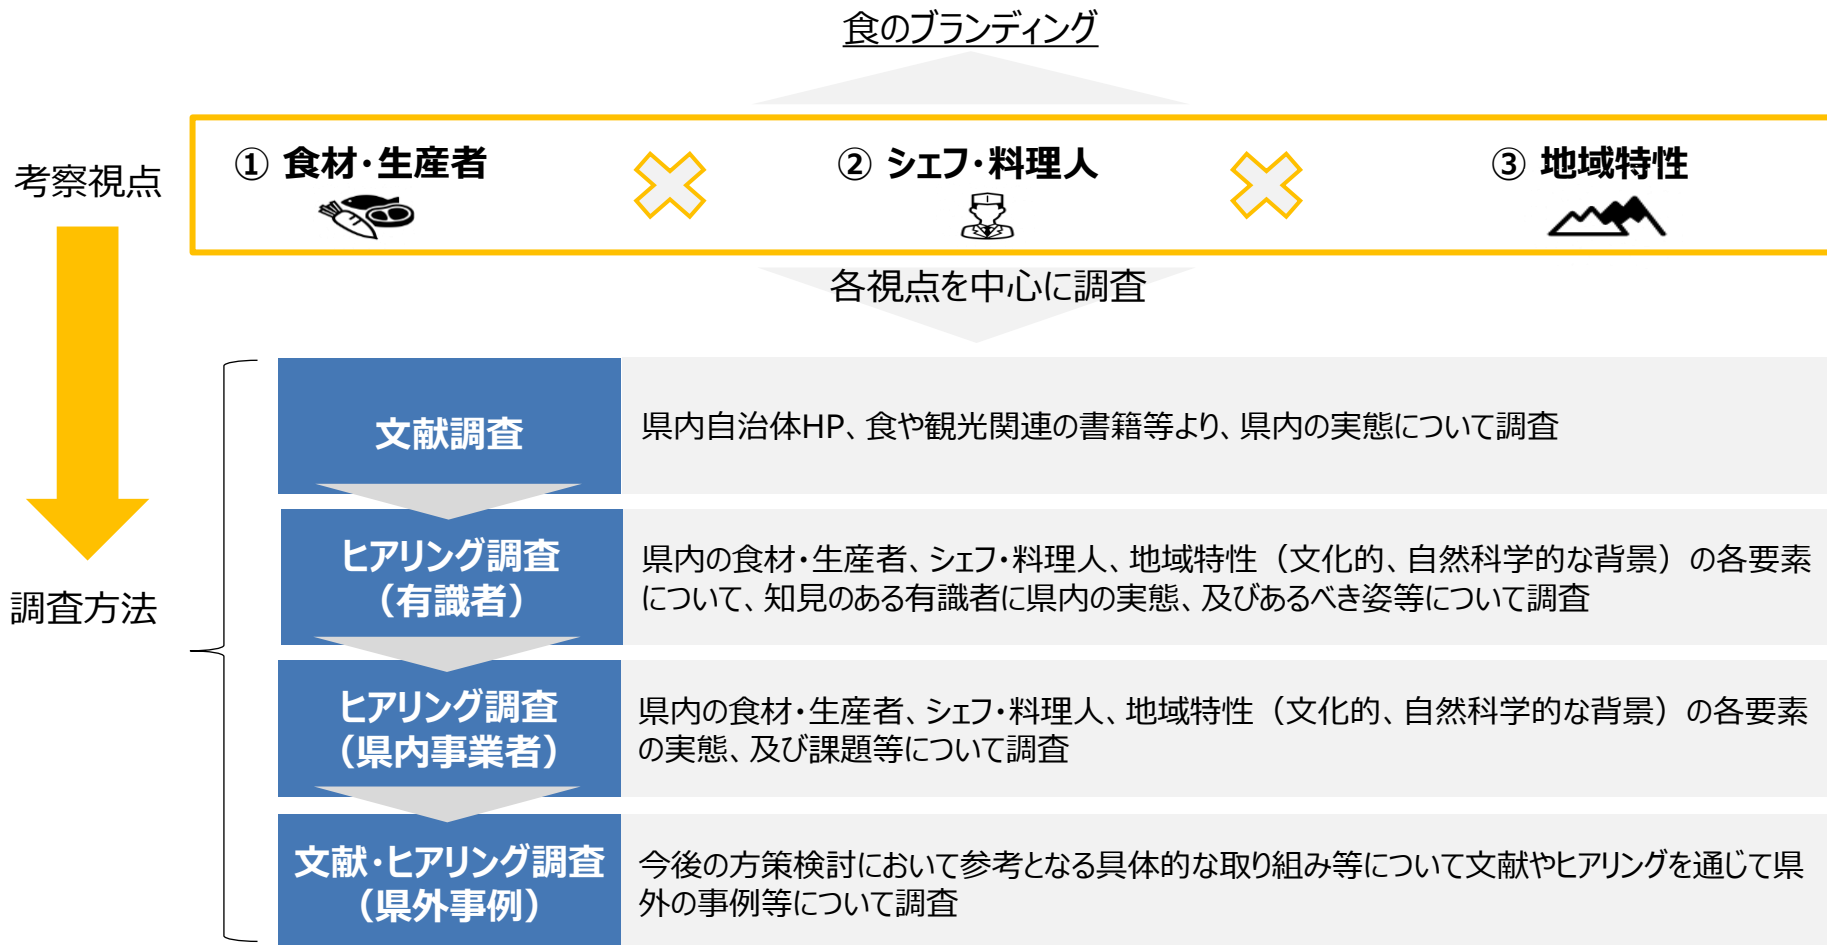 食のブランディング
考察視点
① 食材・生産者
② シェフ・料理人
③ 地域特性
各視点を中心に調査
調査方法
文献調査
県内自治体HP、食や観光関連の書籍等より、県内の実態について調査
ヒアリング調査
（有識者）
県内の食材・生産者、シェフ・料理人、地域特性（文化的、自然科学的な背景）の各要素
について、知見のある有識者に県内の実態、及びあるべき姿等について調査
ヒアリング調査
（県内事業者）
県内の食材・生産者、シェフ・料理人、地域特性（文化的、自然科学的な背景）の各要素
の実態、及び課題等について調査
文献・ヒアリング調査
（県外事例）
今後の方策検討において参考となる具体的な取り組み等について文献やヒアリングを通じて県
外の事例等について調査